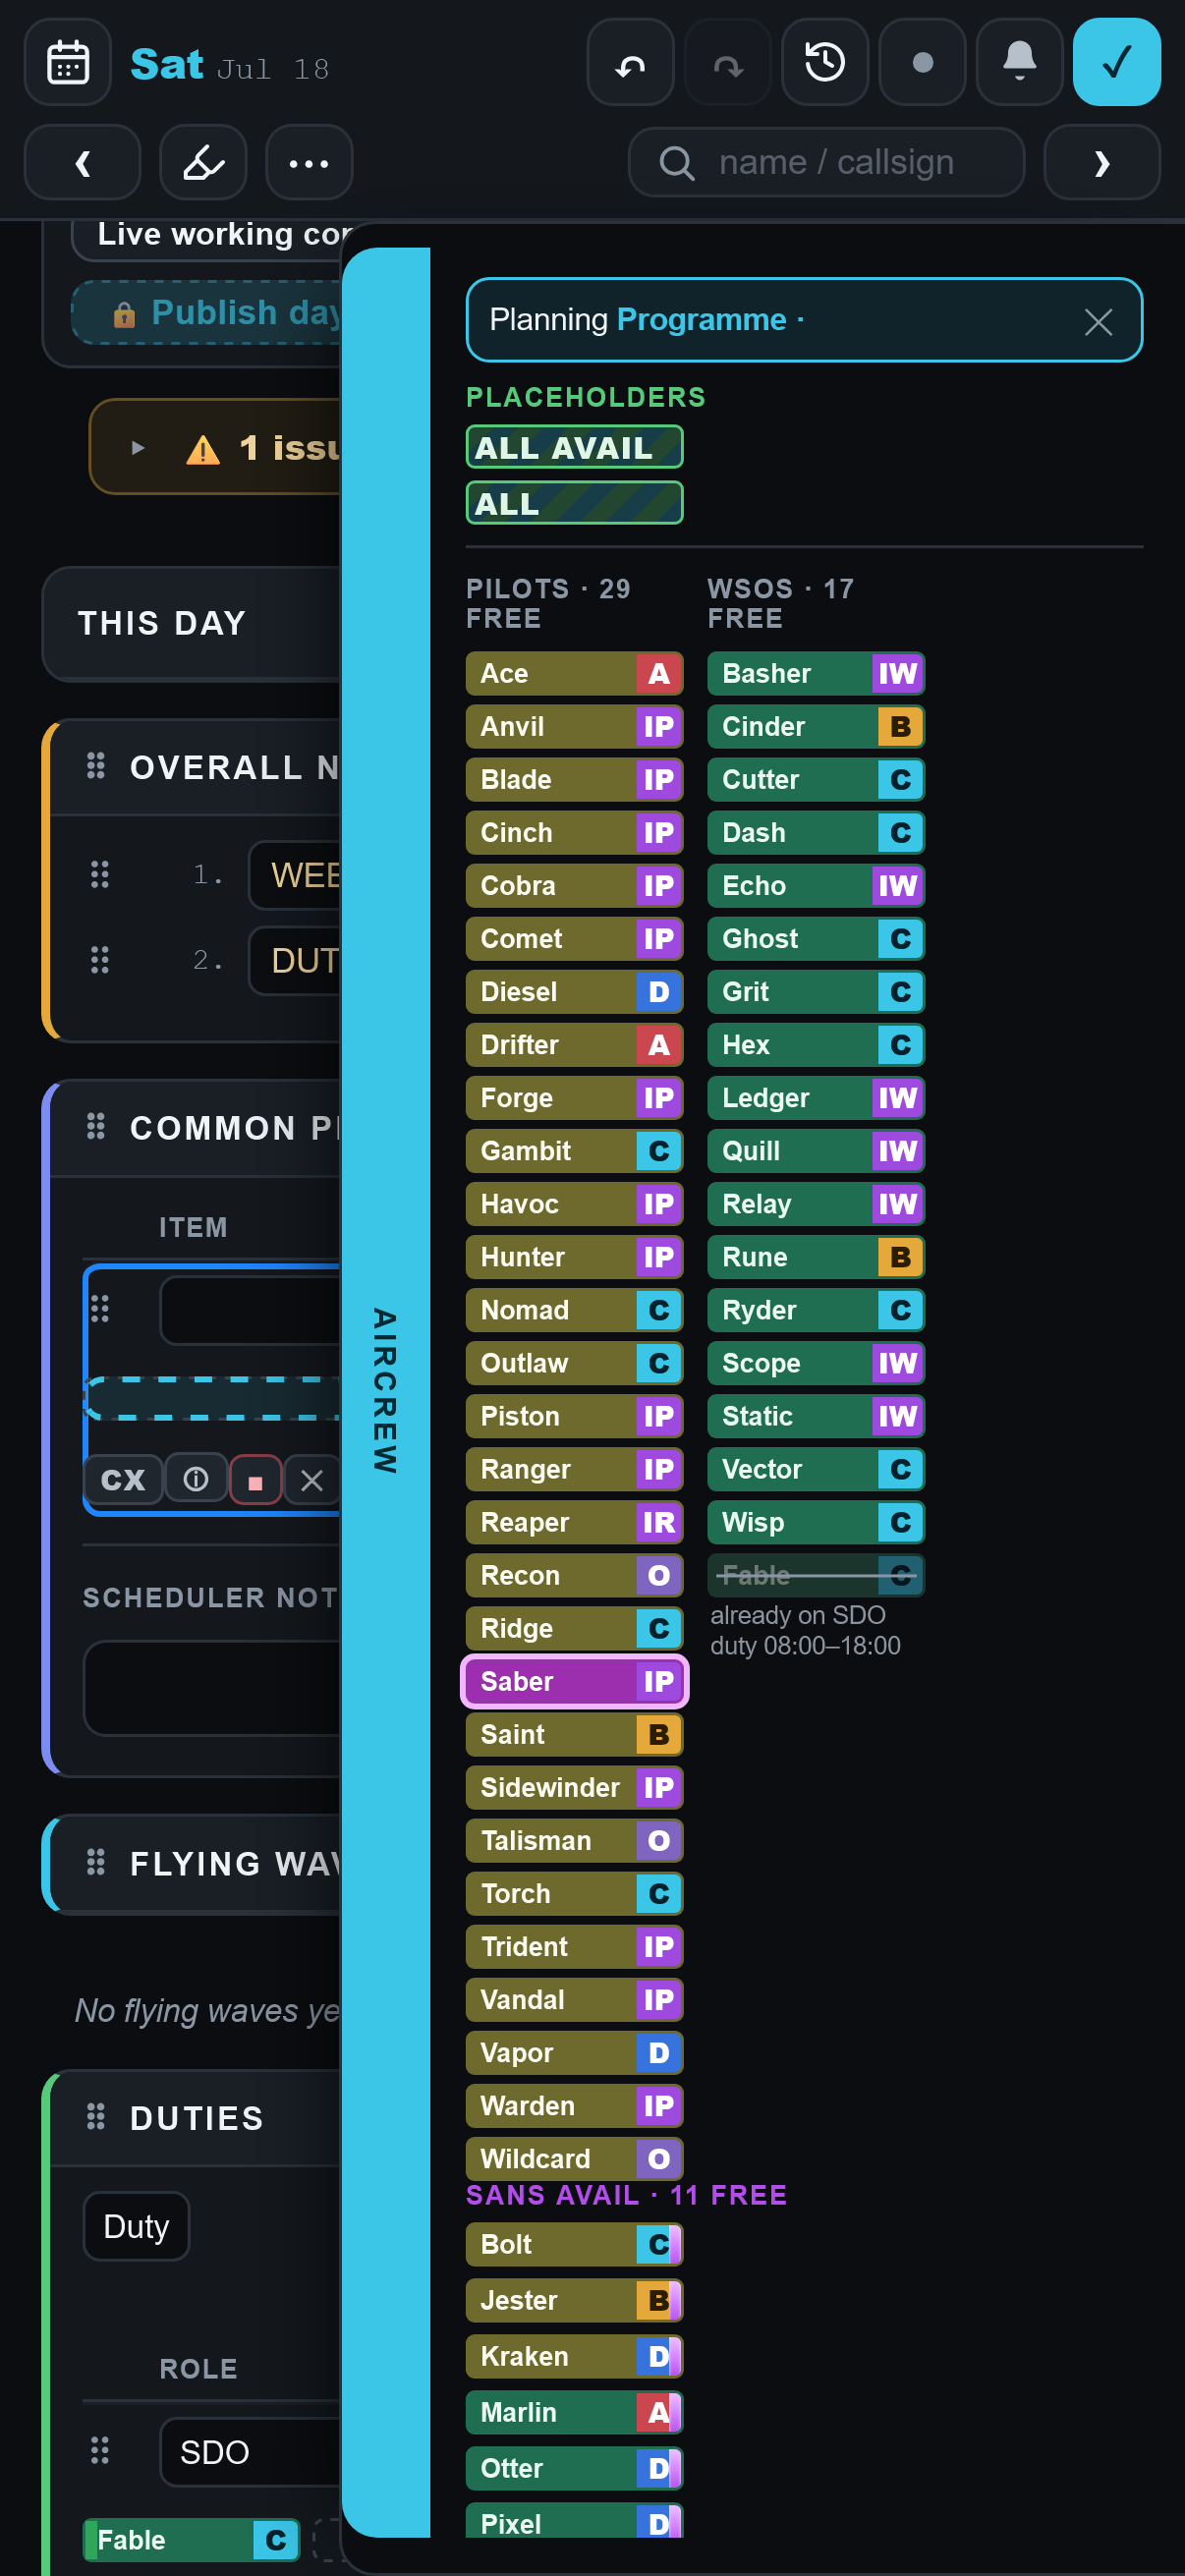 Sat Jul 18
name / callsign
Live working cor
Publish day
1 issu
THIS DAY
OVERALL N
1. WEE
2. DUT
COMMON P
ITEM
CX
SCHEDULER NOT
FLYING WAV
No flying waves ye
DUTIES
Duty
ROLE
SDO
Fable C
AIRCREW
Planning Programme ·
PLACEHOLDERS
ALL AVAIL
ALL
PILOTS · 29 FREE
Ace A
Anvil IP
Blade IP
Cinch IP
Cobra IP
Comet IP
Diesel D
Drifter A
Forge IP
Gambit C
Havoc IP
Hunter IP
Nomad C
Outlaw C
Piston IP
Ranger IP
Reaper IR
Recon O
Ridge C
Saber IP
Saint B
Sidewinder IP
Talisman O
Torch C
Trident IP
Vandal IP
Vapor D
Warden IP
Wildcard O
WSOS · 17 FREE
Basher IW
Cinder B
Cutter C
Dash C
Echo IW
Ghost C
Grit C
Hex C
Ledger IW
Quill IW
Relay IW
Rune B
Ryder C
Scope IW
Static IW
Vector C
Wisp C
Fable C
already on SDO
duty 08:00–18:00
SANS AVAIL · 11 FREE
Bolt C
Jester B
Kraken D
Marlin A
Otter D
Pixel D